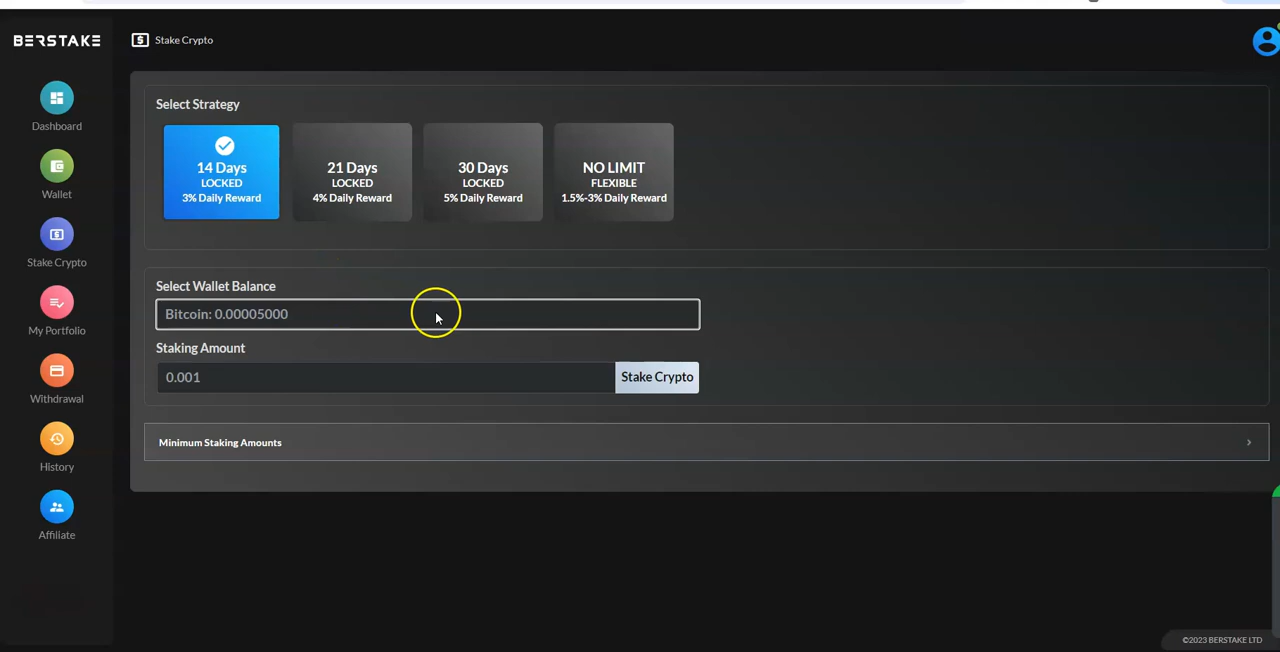 BERSTAKE
Stake Crypto
Dashboard
Wallet
Stake Crypto
My Portfolio
Withdrawal
History
Affiliate
Select Strategy
14 Days
LOCKED
3% Daily Reward
21 Days
LOCKED
4% Daily Reward
30 Days
LOCKED
5% Daily Reward
NO LIMIT
FLEXIBLE
1.5%-3% Daily Reward
Select Wallet Balance
Bitcoin: 0.00005000
Staking Amount
0.001
Stake Crypto
Minimum Staking Amounts
©2023 BERSTAKE LTD